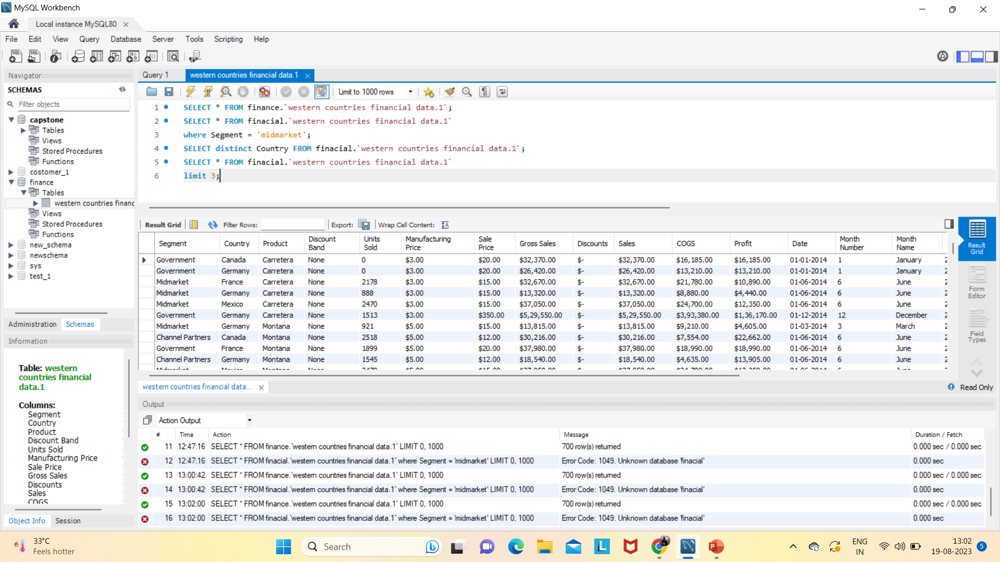 MySQL Workbench
Local instance MySQL80
File Edit View Query Database Server Tools Scripting Help
Navigator
SCHEMAS
Filter objects
capstone
Tables
Views
Stored Procedures
Functions
costomer_1
finance
Tables
western countries financ
Views
Stored Procedures
Functions
new_schema
newschema
sys
test_1
Administration Schemas
Information
Table: western
countries financial
data.1
Columns:
Segment
Country
Product
Discount Band
Units Sold
Manufacturing Price
Sale Price
Gross Sales
Discounts
Sales
COGS
Object Info Session
Query 1 western countries financial data.1
Limit to 1000 rows
1 SELECT * FROM finance.`western countries financial data.1`;
2 SELECT * FROM finacial.`western countries financial data.1`
3 where Segment = 'midmarket';
4 SELECT distinct Country FROM finacial.`western countries financial data.1`;
5 SELECT * FROM finacial.`western countries financial data.1`
6 limit 3;
Result Grid Filter Rows: Export: Wrap Cell Content:
Segment Country Product Discount Band Units Sold Manufacturing Price Sale Price Gross Sales Discounts Sales COGS Profit Date Month Number Month Name
Government Canada Carretera None 0 $3.00 $20.00 $32,370.00 $- $32,370.00 $16,185.00 $16,185.00 01-01-2014 1 January 2
Government Germany Carretera None 0 $3.00 $20.00 $26,420.00 $- $26,420.00 $13,210.00 $13,210.00 01-01-2014 1 January 2
Midmarket France Carretera None 2178 $3.00 $15.00 $32,670.00 $- $32,670.00 $21,780.00 $10,890.00 01-06-2014 6 June 2
Midmarket Germany Carretera None 888 $3.00 $15.00 $13,320.00 $- $13,320.00 $8,880.00 $4,440.00 01-06-2014 6 June 2
Midmarket Mexico Carretera None 2470 $3.00 $15.00 $37,050.00 $- $37,050.00 $24,700.00 $12,350.00 01-06-2014 6 June 2
Government Germany Carretera None 1513 $3.00 $350.00 $5,29,550.00 $- $5,29,550.00 $3,93,380.00 $1,36,170.00 01-12-2014 12 December 2
Midmarket Germany Montana None 921 $5.00 $15.00 $13,815.00 $- $13,815.00 $9,210.00 $4,605.00 01-03-2014 3 March 2
Channel Partners Canada Montana None 2518 $5.00 $12.00 $30,216.00 $- $30,216.00 $7,554.00 $22,662.00 01-06-2014 6 June 2
Government France Montana None 1899 $5.00 $20.00 $37,980.00 $- $37,980.00 $18,990.00 $18,990.00 01-06-2014 6 June 2
Channel Partners Germany Montana None 1545 $5.00 $12.00 $18,540.00 $- $18,540.00 $4,635.00 $13,905.00 01-06-2014 6 June 2
Result
Grid
Form
Editor
Field
Types
western countries financial data...
Read Only
Output
Action Output
# Time Action Message Duration / Fetch
11 12:47:16 SELECT * FROM finance.`western countries financial data.1` LIMIT 0, 1000 700 row(s) returned 0.000 sec / 0.000 sec
12 12:47:16 SELECT * FROM finacial.`western countries financial data.1` where Segment = 'midmarket' LIMIT 0, 1000 Error Code: 1049. Unknown database 'finacial' 0.000 sec
13 13:00:42 SELECT * FROM finance.`western countries financial data.1` LIMIT 0, 1000 700 row(s) returned 0.000 sec / 0.000 sec
14 13:00:42 SELECT * FROM finacial.`western countries financial data.1` where Segment = 'midmarket' LIMIT 0, 1000 Error Code: 1049. Unknown database 'finacial' 0.000 sec
15 13:02:00 SELECT * FROM finance.`western countries financial data.1` LIMIT 0, 1000 700 row(s) returned 0.000 sec / 0.000 sec
16 13:02:00 SELECT * FROM finacial.`western countries financial data.1` where Segment = 'midmarket' LIMIT 0, 1000 Error Code: 1049. Unknown database 'finacial' 0.000 sec
33°C
Feels hotter
Search
ENG
IN
13:02
19-08-2023
5